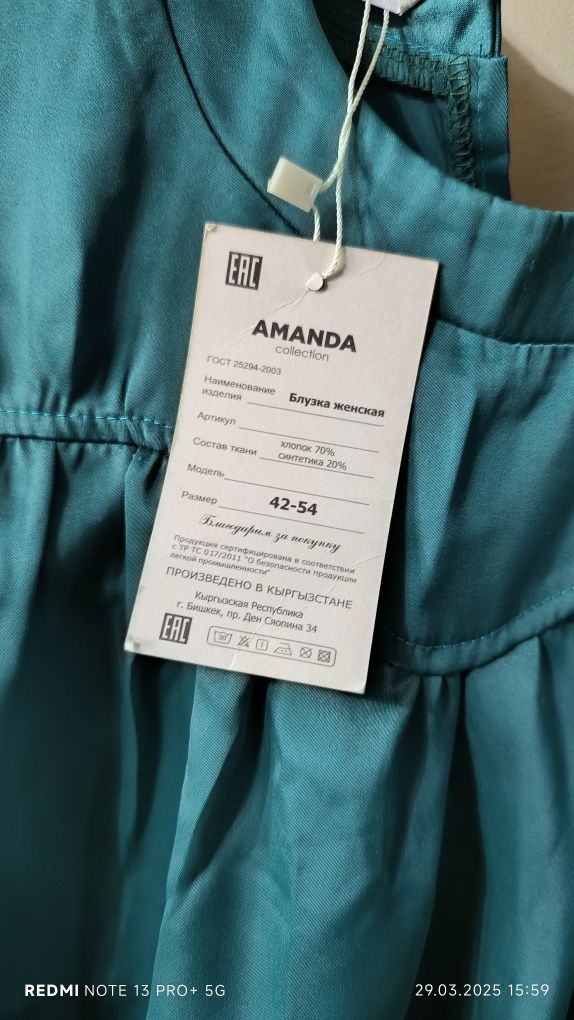 EAC
AMANDA
collection
ГОСТ 25294-2003
Наименование
изделия Блузка женская
Артикул
Состав ткани хлопок 70%
синтетика 20%
Модель
Размер 42-54
Благодарим за покупку
Продукция сертифицирована в соответствии
с ТР ТС 017/2011 "О безопасности продукции
легкой промышленности"
ПРОИЗВЕДЕНО В КЫРГЫЗСТАНЕ
Кыргызская Республика
г. Бишкек, пр. Ден Сяопина 34
EAC
30
REDMI NOTE 13 PRO+ 5G
29.03.2025 15:59